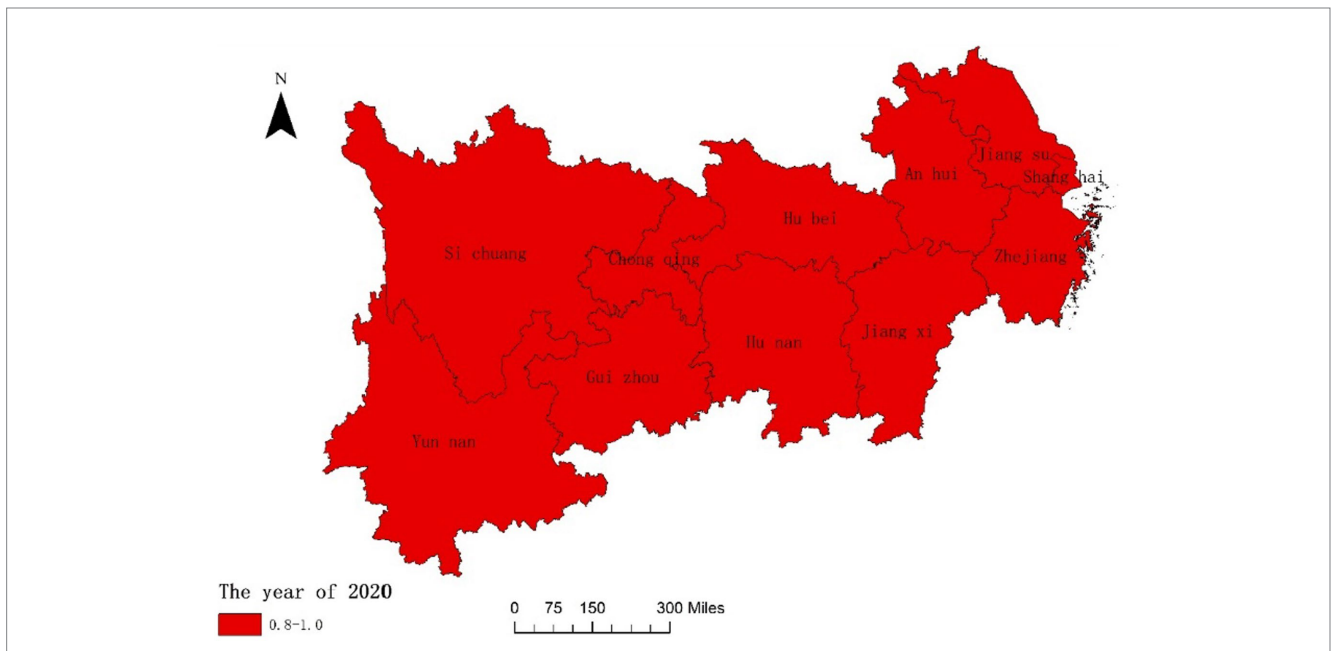 N
Jiang su
An hui
Shang hai
Hu bei
Si chuang
Chong qing
Zhejiang
Jiang xi
Hu nan
Gui zhou
Yun nan
The year of 2020
0.8-1.0
0 75 150 300 Miles